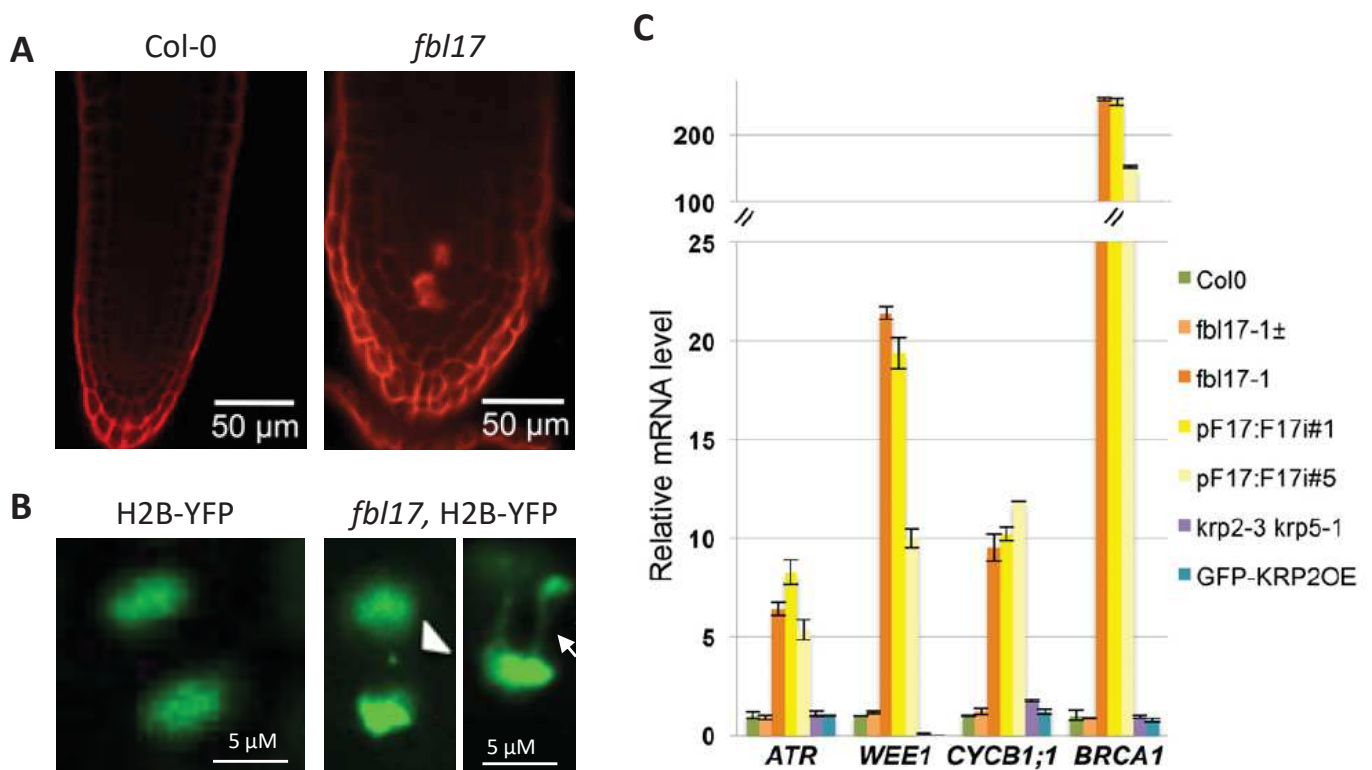 A
Col-0
fbl17
50 µm
50 µm
B
H2B-YFP
fbl17, H2B-YFP
5 µM
5 µM
C
Relative mRNA level
200
100
//
//
25
20
15
10
5
0
ATR
WEE1
CYCB1;1
BRCA1
Col0
fbl17-1±
fbl17-1
pF17:F17i#1
pF17:F17i#5
krp2-3 krp5-1
GFP-KRP2OE